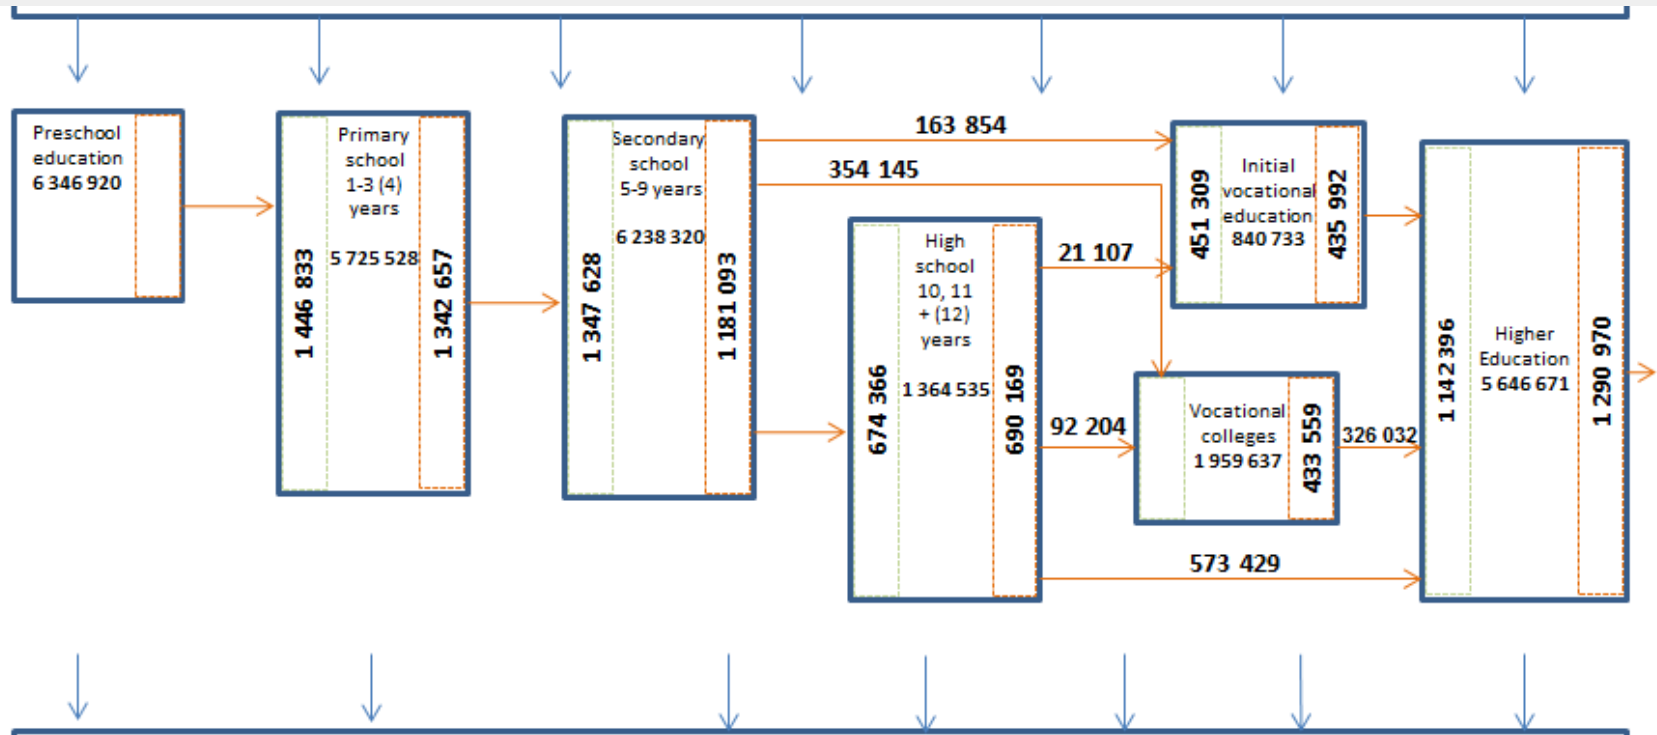 Preschool
education
6 346 920
1 446 833
Primary
school
1-3 (4)
years
5 725 528
1 342 657
1 347 628
Secondary
school
5-9 years
6 238 320
1 181 093
163 854
354 145
674 366
High
school
10, 11
+ (12)
years
1 364 535
690 169
21 107
92 204
573 429
451 309
Initial
vocational
education
840 733
435 992
Vocational
colleges
1 959 637
433 559
326 032
1 142 396
Higher
Education
5 646 671
1 290 970